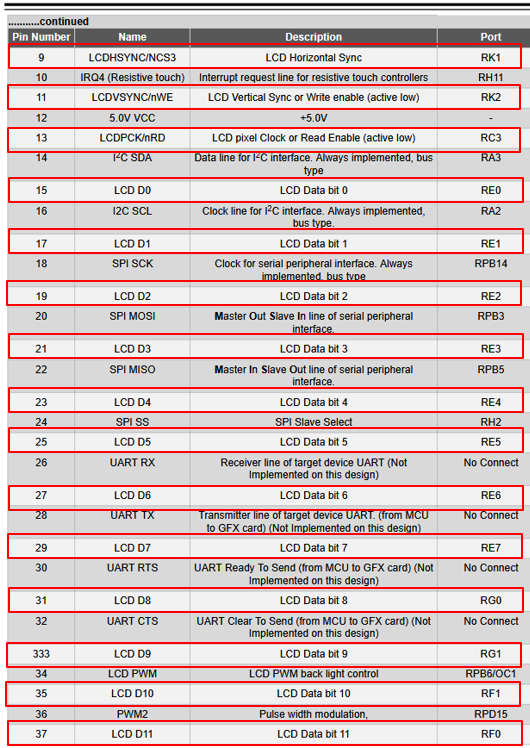 ...........continued
Pin Number Name Description Port
9 LCDHSYNC/NCS3 LCD Horizontal Sync RK1
10 IRQ4 (Resistive touch) Interrupt request line for resistive touch controllers RH11
11 LCDVSYNC/nWE LCD Vertical Sync or Write enable (active low) RK2
12 5.0V VCC +5.0V -
13 LCDPCK/nRD LCD pixel Clock or Read Enable (active low) RC3
14 I²C SDA Data line for I²C interface. Always implemented, bus RA3
type
15 LCD D0 LCD Data bit 0 RE0
16 I2C SCL Clock line for I²C interface. Always implemented, RA2
bus type.
17 LCD D1 LCD Data bit 1 RE1
18 SPI SCK Clock for serial peripheral interface. Always RPB14
implemented, bus type
19 LCD D2 LCD Data bit 2 RE2
20 SPI MOSI Master Out Slave In line of serial peripheral RPB3
interface.
21 LCD D3 LCD Data bit 3 RE3
22 SPI MISO Master In Slave Out line of serial peripheral RPB5
interface.
23 LCD D4 LCD Data bit 4 RE4
24 SPI SS SPI Slave Select RH2
25 LCD D5 LCD Data bit 5 RE5
26 UART RX Receiver line of target device UART (Not No Connect
Implemented on this design)
27 LCD D6 LCD Data bit 6 RE6
28 UART TX Transmitter line of target device UART. (from MCU No Connect
to GFX card) (Not Implemented on this design)
29 LCD D7 LCD Data bit 7 RE7
30 UART RTS UART Ready To Send (from MCU to GFX card) (Not No Connect
Implemented on this design)
31 LCD D8 LCD Data bit 8 RG0
32 UART CTS UART Clear To Send (from MCU to GFX card) (Not No Connect
Implemented on this design)
333 LCD D9 LCD Data bit 9 RG1
34 LCD PWM LCD PWM back light control RPB6/OC1
35 LCD D10 LCD Data bit 10 RF1
36 PWM2 Pulse width modulation, RPD15
37 LCD D11 LCD Data bit 11 RF0